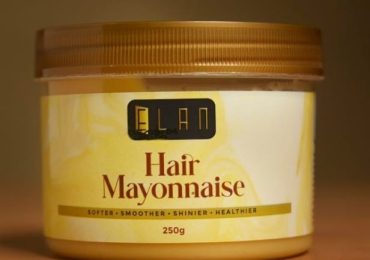 ELAN
Hair
Mayonnaise
SOFTER • SMOOTHER • SHINIER • HEALTHIER
250g